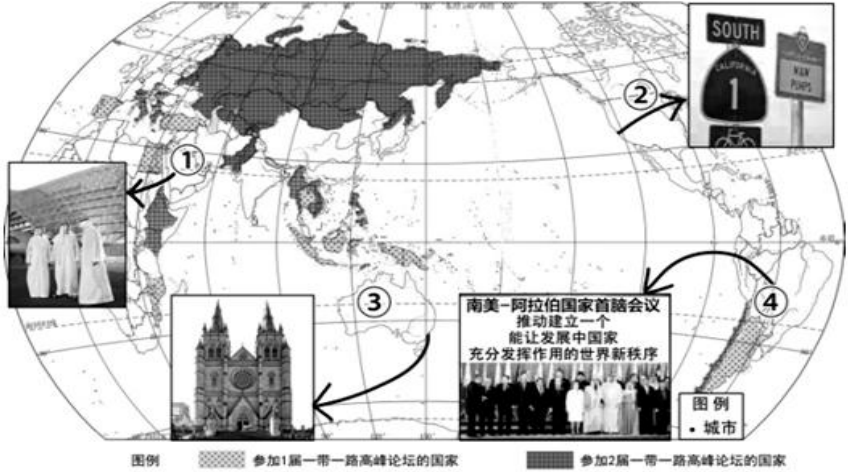 ①
②
SOUTH
CALIFORNIA
1
③
④
南美-阿拉伯国家首脑会议
推动建立一个
能让发展中国家
充分发挥作用的世界新秩序
图例
• 城市
图例
参加1届一带一路高峰论坛的国家
参加2届一带一路高峰论坛的国家